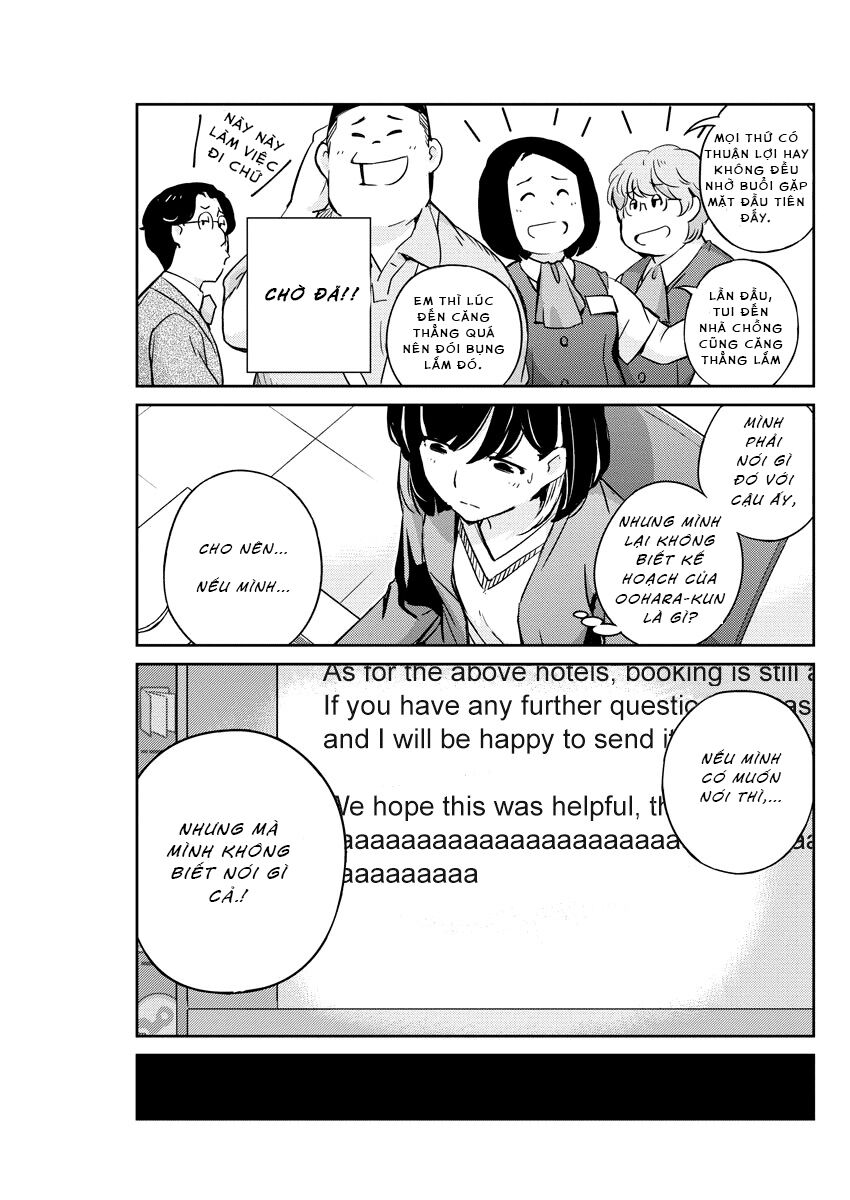 MỌI THỨ CÓ
THUẬN LỢI HAY
KHÔNG ĐỀU
NHỜ BUỔI GẶP
MẶT ĐẦU TIÊN
ĐẤY.
LẦN ĐẦU,
TUI ĐẾN
NHÀ CHỒNG
CŨNG CĂNG
THẲNG LẮM
EM THÌ LÚC
ĐẾN CĂNG
THẲNG QUÁ
NÊN ĐÓI BỤNG
LẮM ĐÓ.
CHỜ ĐÃ!!
NÀY NÀY
LÀM VIỆC
ĐI CHỨ
MÌNH
PHẢI
NÓI GÌ
ĐÓ VỚI
CẬU ẤY,
NHƯNG MÌNH
LẠI KHÔNG
BIẾT KẾ
HOẠCH CỦA
OOHARA-KUN
LÀ GÌ?
CHO NÊN...
NẾU MÌNH...
As for the above hotels, booking is still
If you have any further questio
and I will be happy to send it
We hope this was helpful, th
aaaaaaaaaaaaaaaaaaaaaaa
aaaaaaaaaa
NẾU MÌNH
CÓ MUỐN
NÓI THÌ,...
NHƯNG MÀ
MÌNH KHÔNG
BIẾT NÓI GÌ
CẢ.!